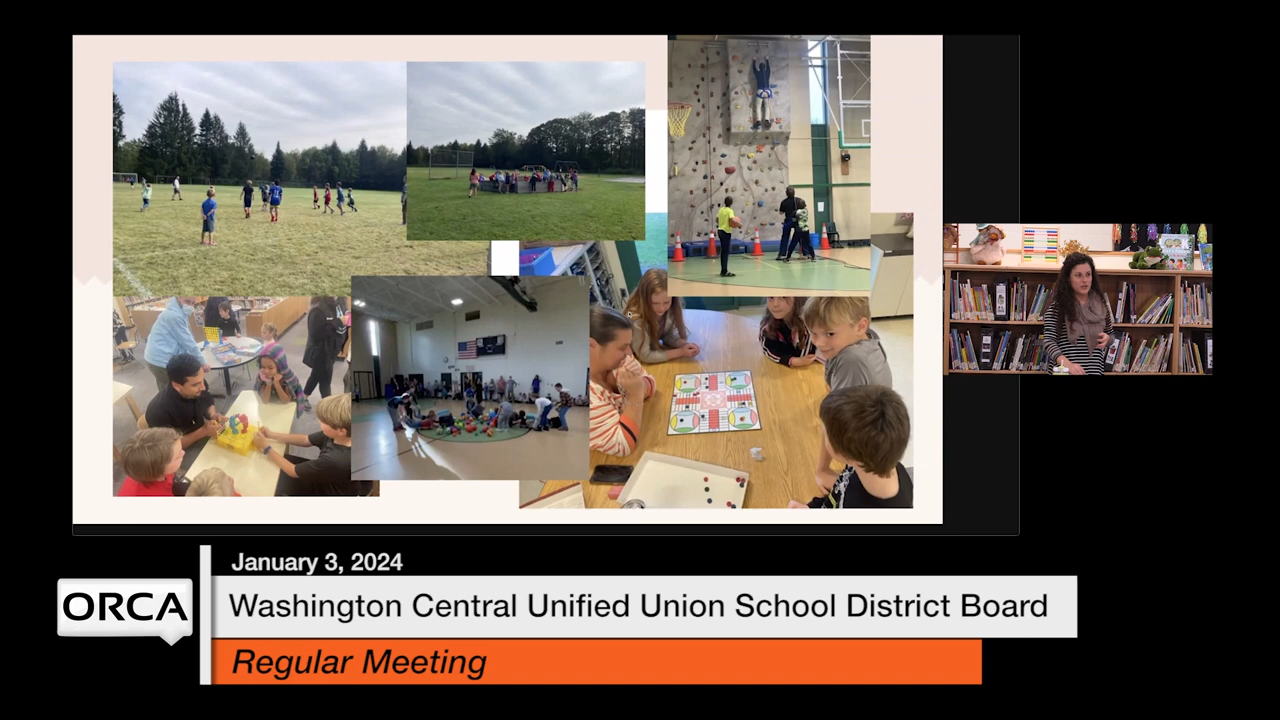 January 3, 2024
ORCA
Washington Central Unified Union School District Board
Regular Meeting